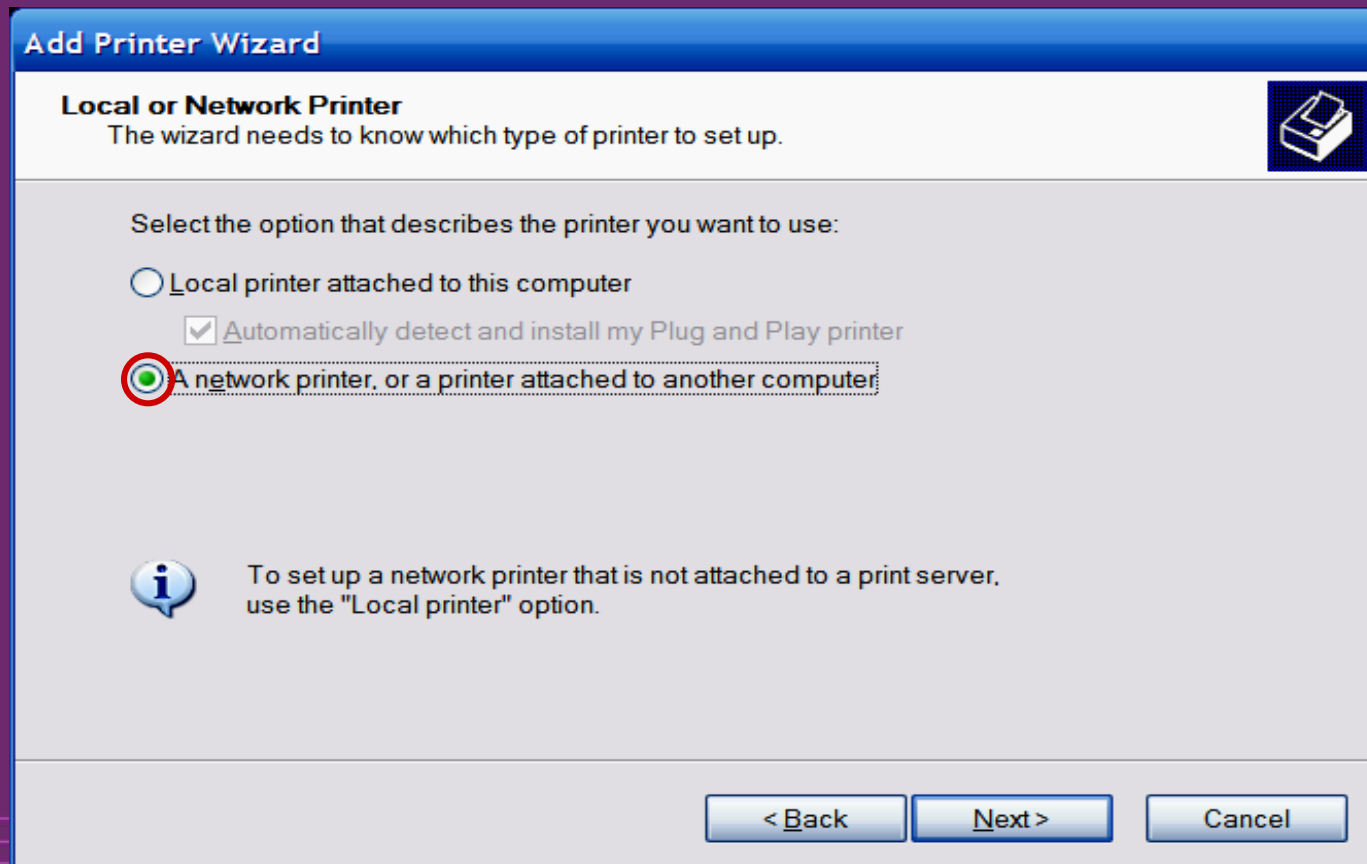 Add Printer Wizard
Local or Network Printer
The wizard needs to know which type of printer to set up.
Select the option that describes the printer you want to use:
Local printer attached to this computer
Automatically detect and install my Plug and Play printer
A network printer, or a printer attached to another computer
To set up a network printer that is not attached to a print server,
use the "Local printer" option.
< Back Next > Cancel